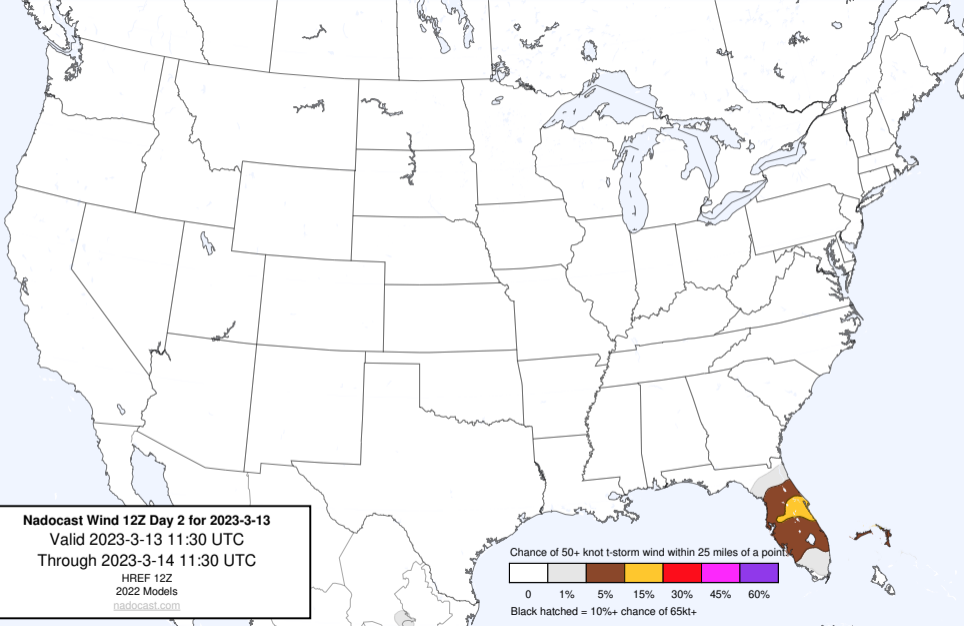 Nadocast Wind 12Z Day 2 for 2023-3-13
Valid 2023-3-13 11:30 UTC
Through 2023-3-14 11:30 UTC
HREF 12Z
2022 Models
nadocast.com
Chance of 50+ knot t-storm wind within 25 miles of a point.
0 1% 5% 15% 30% 45% 60%
Black hatched = 10%+ chance of 65kt+